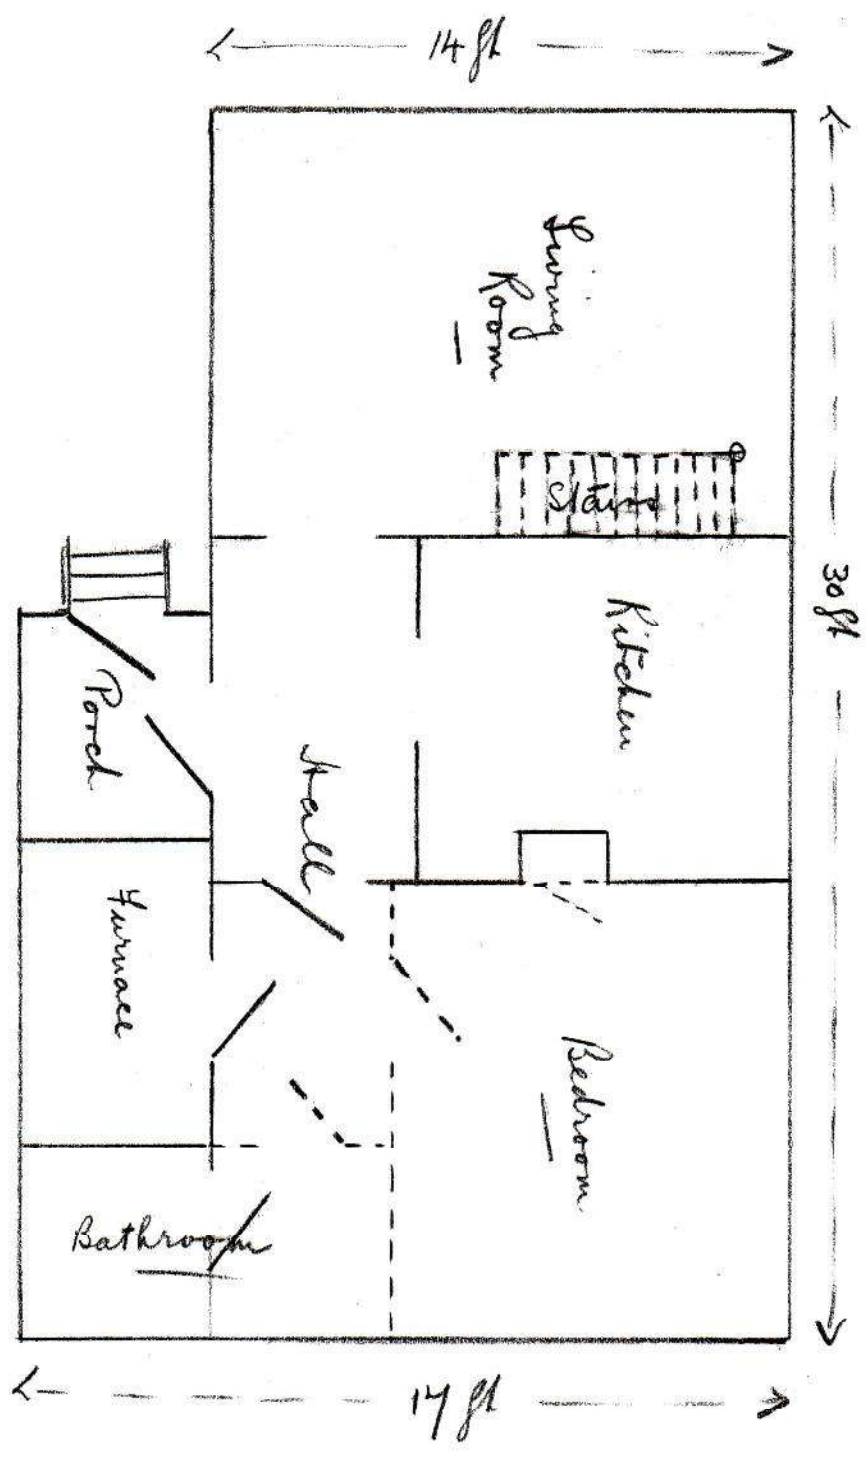 14 ft
Living
Room
Stairs
30 ft
Kitchen
Porch
Hall
Furnace
Bedroom
Bathroom
17 ft